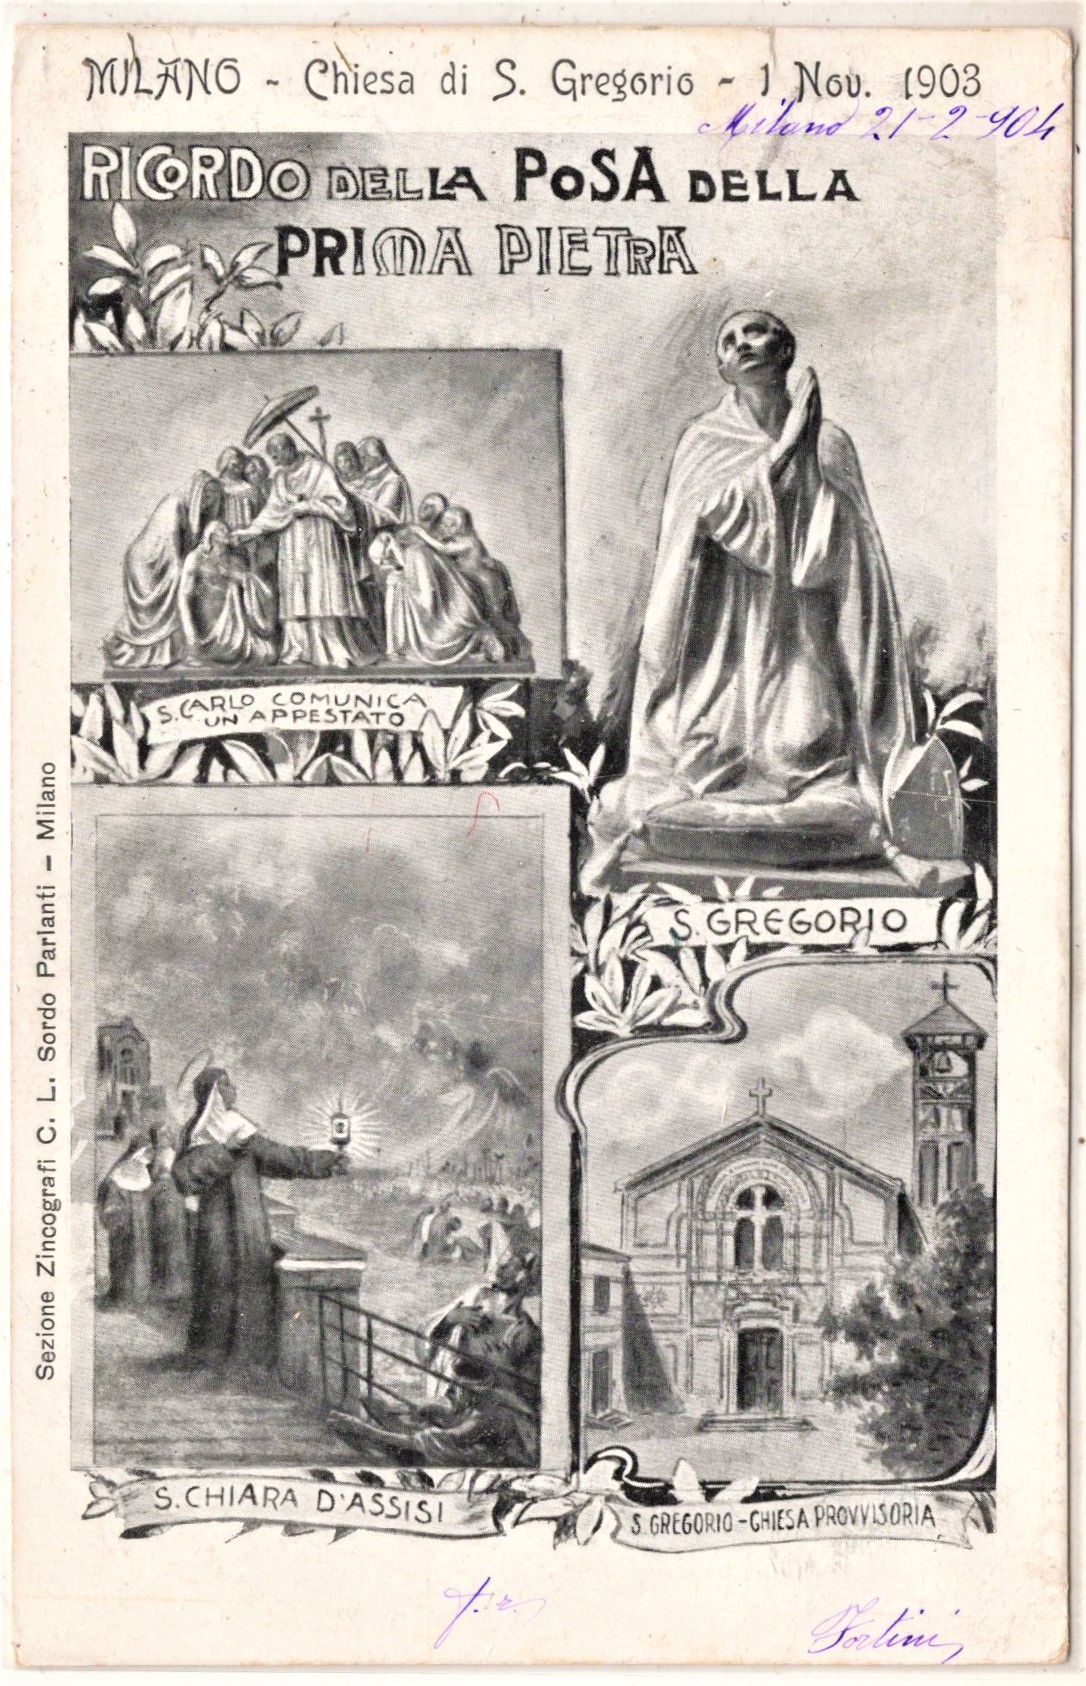 MILANO - Chiesa di S. Gregorio - 1 Nov. 1903
Milano 21-2-904
RICORDO DELLA POSA DELLA
PRIMA PIETRA
S. CARLO COMUNICA
UN APPESTATO
S. GREGORIO
Sezione Zincografi C. L. Sordo Parlanti - Milano
S. CHIARA D'ASSISI
S. GREGORIO - CHIESA PROVVISORIA
f. r.
Fortini